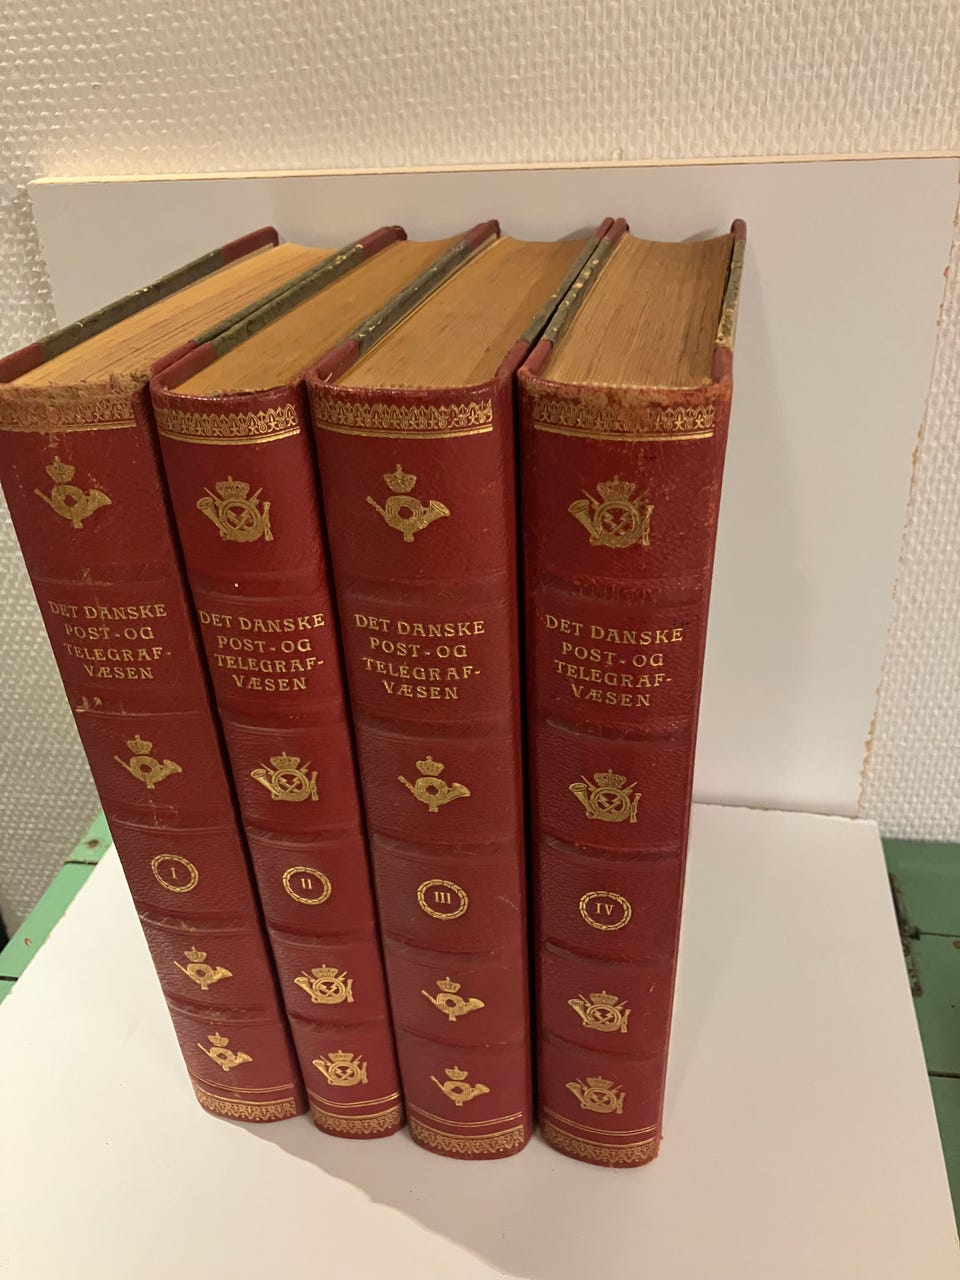 DET DANSKE
POST-OG
TELEGRAF-
VÆSEN
I
DET DANSKE
POST-OG
TELEGRAF-
VÆSEN
II
DET DANSKE
POST-OG
TELEGRAF-
VÆSEN
III
DET DANSKE
POST-OG
TELEGRAF-
VÆSEN
IV